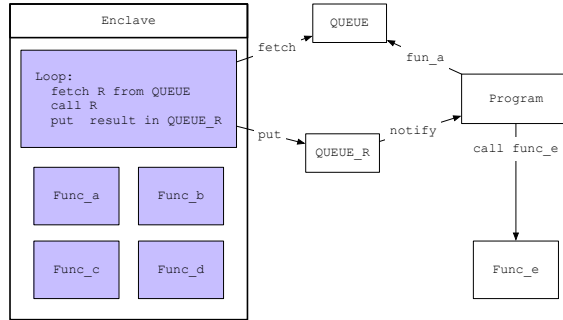 Enclave
QUEUE
fetch
fun_a
Loop:
fetch R from QUEUE
call R
put  result in QUEUE_R
Program
put
notify
QUEUE_R
call func_e
Func_a
Func_b
Func_c
Func_d
Func_e